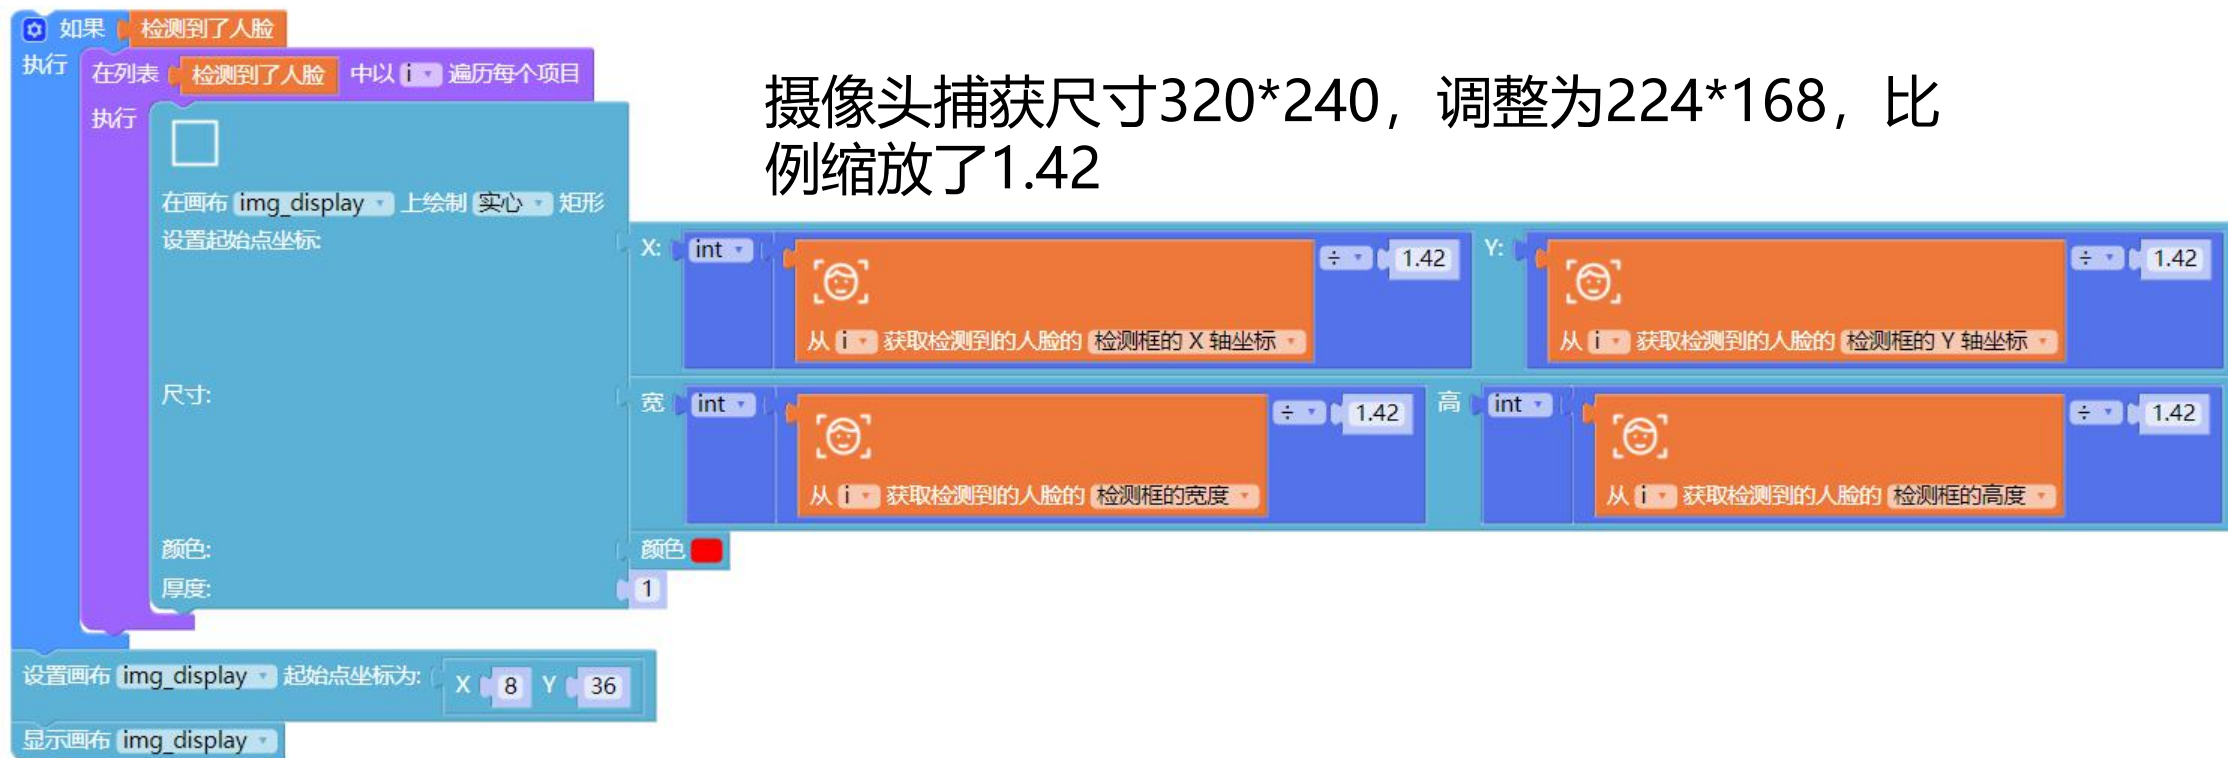 如果 检测到了人脸
执行 在列表 检测到了人脸 中以 i 遍历每个项目
执行
摄像头捕获尺寸320*240，调整为224*168，比
例缩放了1.42
在画布 img_display 上绘制 实心 矩形
设置起始点坐标: X: int 从 i 获取检测到的人脸的 检测框的 X 轴坐标 ÷ 1.42 Y: 从 i 获取检测到的人脸的 检测框的 Y 轴坐标 ÷ 1.42
尺寸: 宽 int 从 i 获取检测到的人脸的 检测框的宽度 ÷ 1.42 高 int 从 i 获取检测到的人脸的 检测框的高度 ÷ 1.42
颜色: 颜色
厚度: 1
设置画布 img_display 起始点坐标为: X 8 Y 36
显示画布 img_display